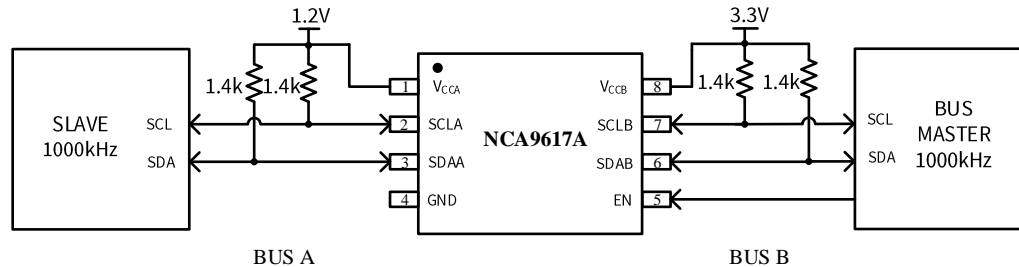 1.2V
3.3V
1.4k
1.4k
1.4k
1.4k
SLAVE
1000kHz
SCL
SDA
1
2
3
4
VCCA
SCLA
SDAA
GND
NCA9617A
VCCB
SCLB
SDAB
EN
8
7
6
5
SCL
SDA
BUS
MASTER
1000kHz
BUS A
BUS B